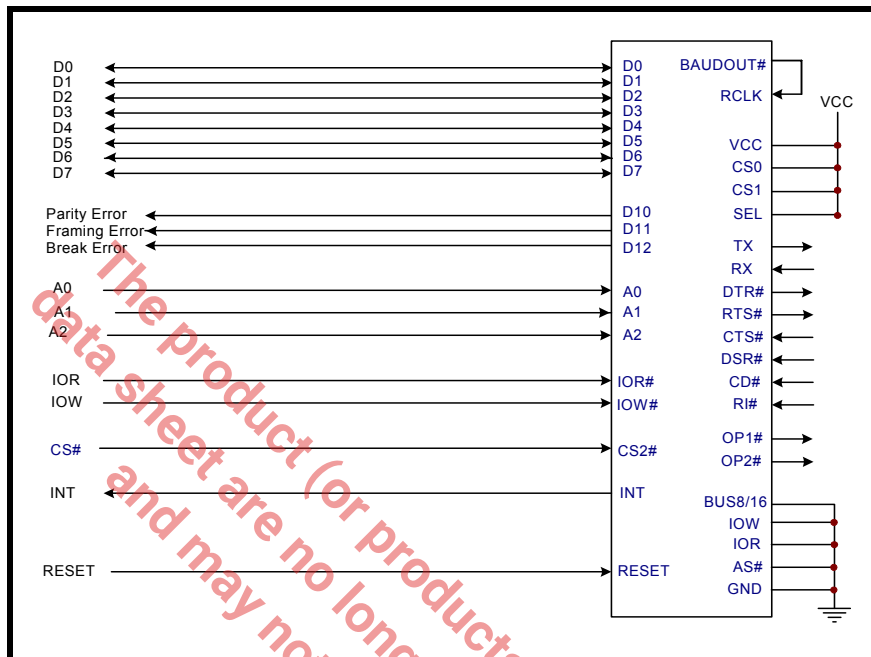 D0
D1
D2
D3
D4
D5
D6
D7
Parity Error
Framing Error
Break Error
A0
A1
A2
IOR
IOW
CS#
INT
RESET
D0
D1
D2
D3
D4
D5
D6
D7
D10
D11
D12
A0
A1
A2
IOR#
IOW#
CS2#
INT
RESET
BAUDOUT#
RCLK
VCC
CS0
CS1
SEL
TX
RX
DTR#
RTS#
CTS#
DSR#
CD#
RI#
OP1#
OP2#
BUS8/16
IOW
IOR
AS#
GND
VCC
The product (or products
data sheet are no long
and may no